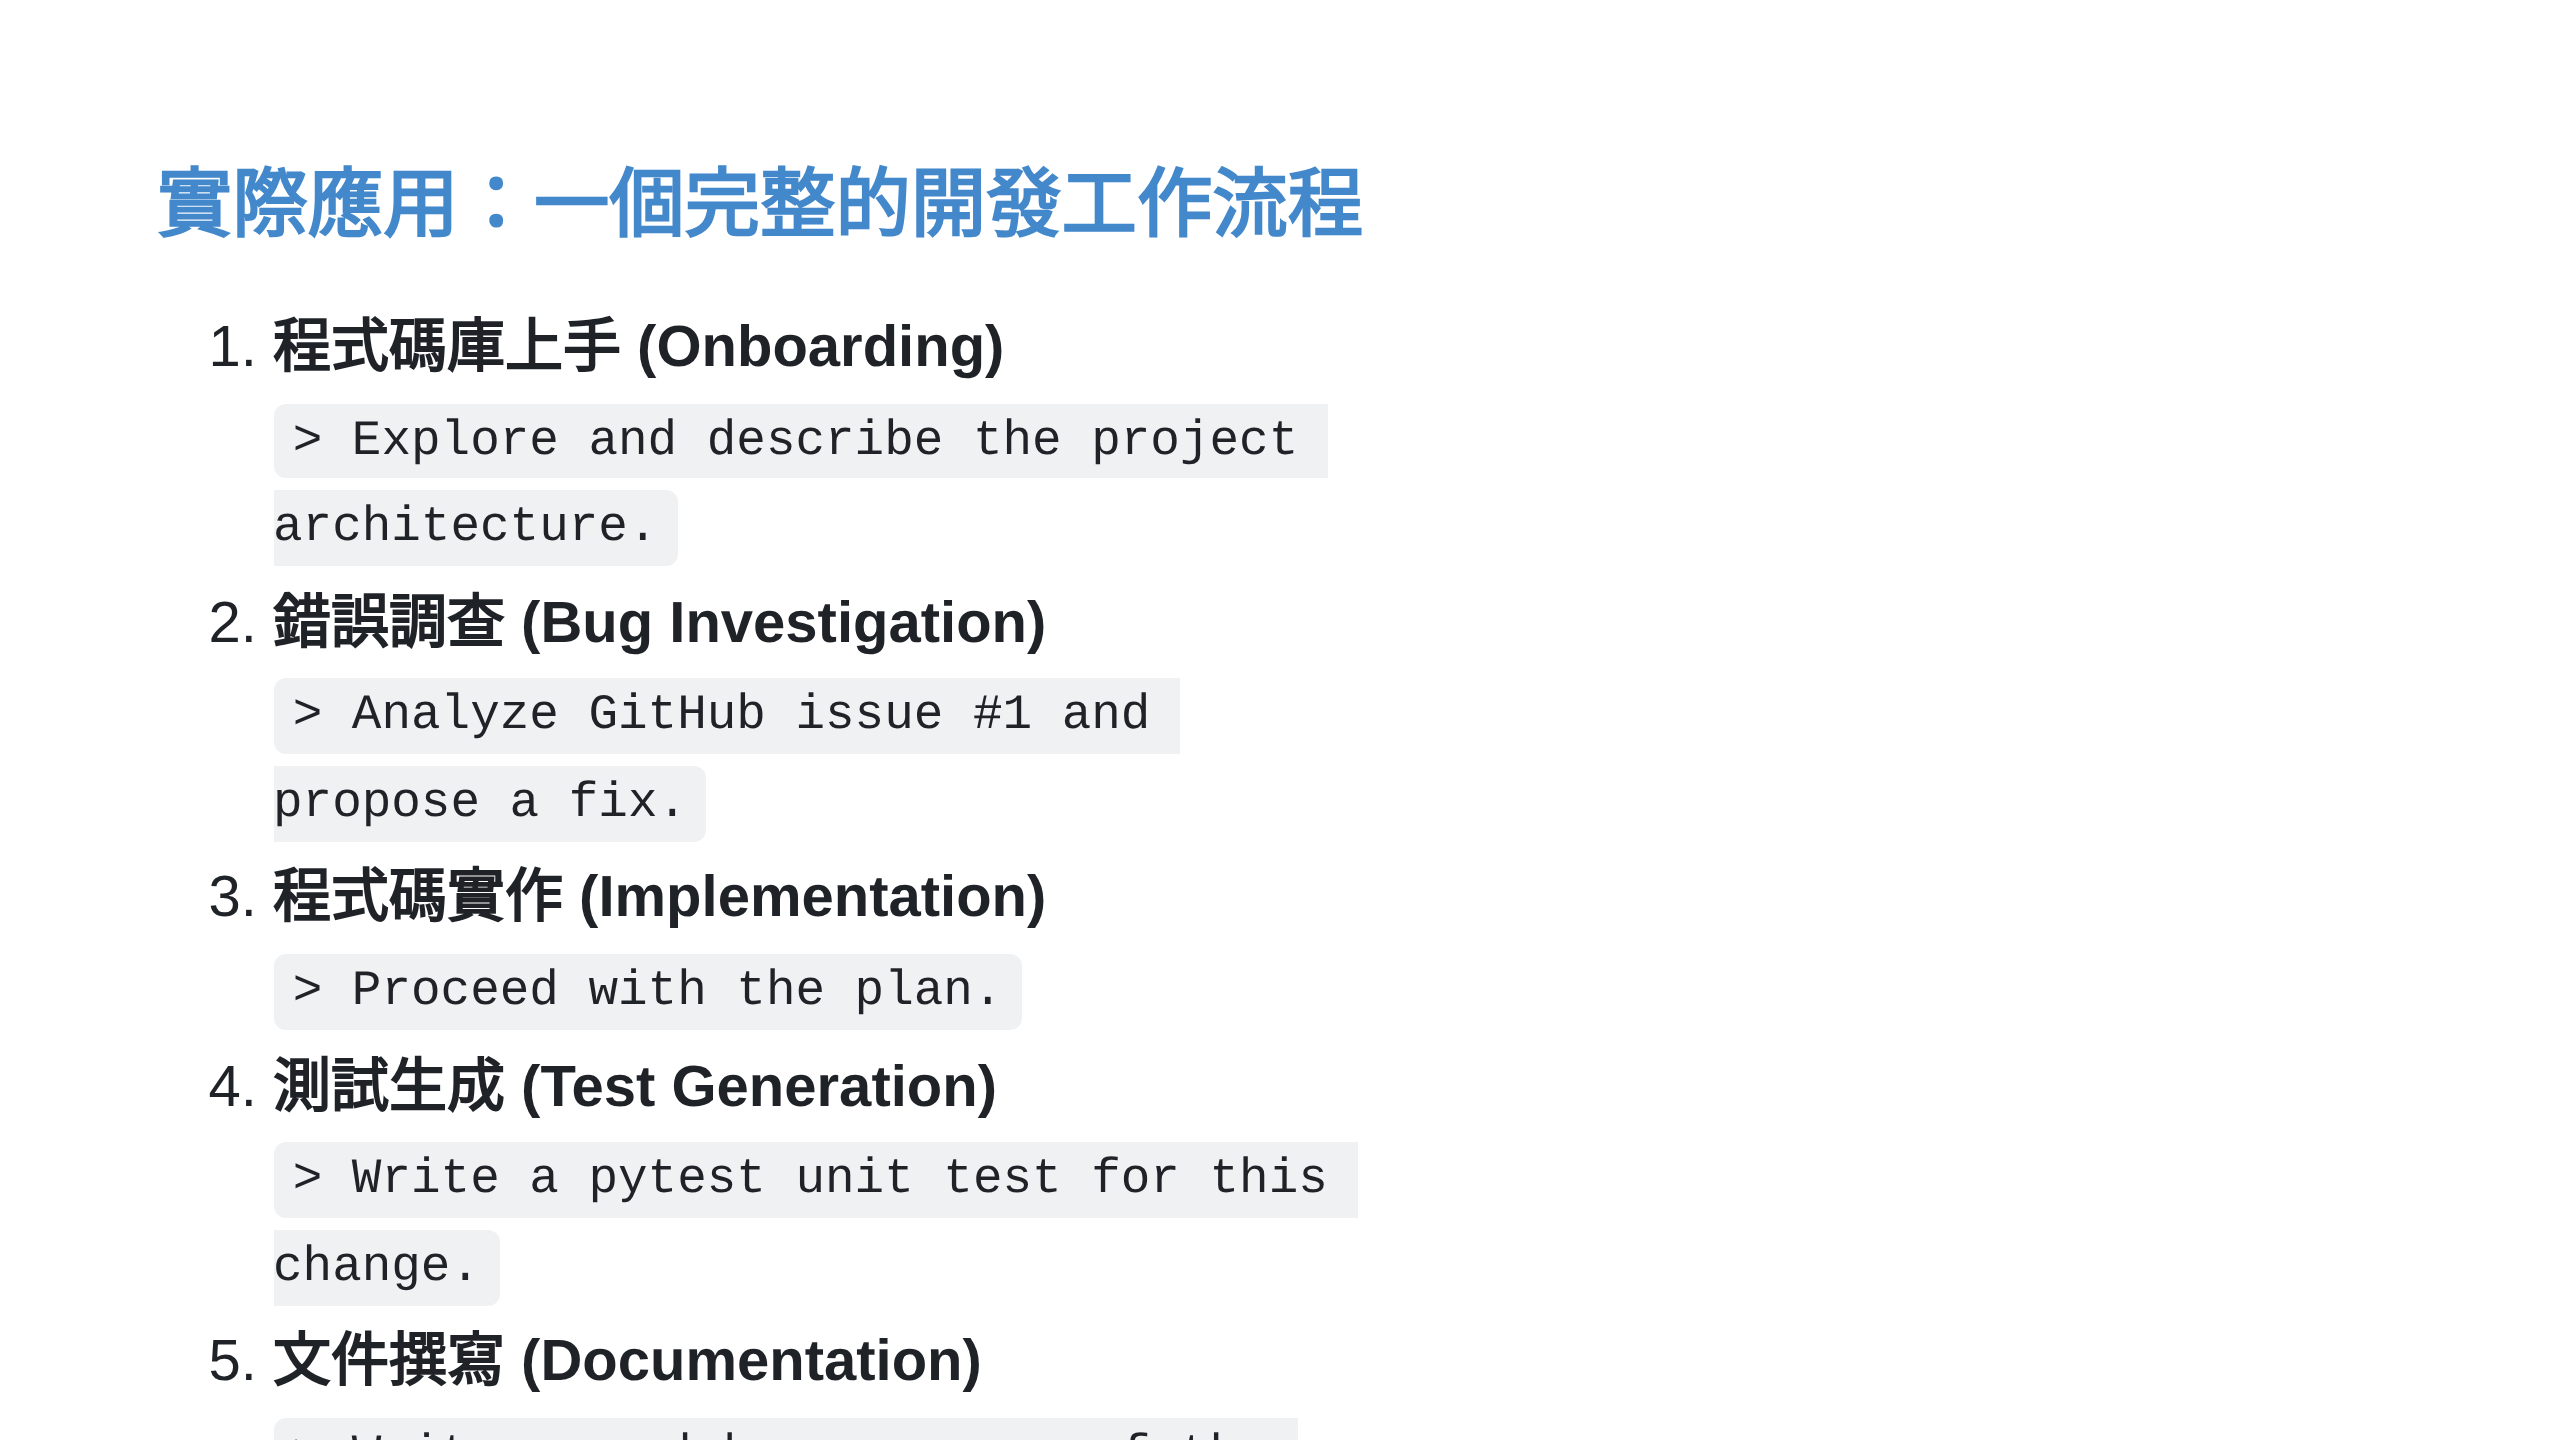 實際應用：一個完整的開發工作流程
1. 程式碼庫上手 (Onboarding)
> Explore and describe the project
architecture.
2. 錯誤調查 (Bug Investigation)
> Analyze GitHub issue #1 and
propose a fix.
3. 程式碼實作 (Implementation)
> Proceed with the plan.
4. 測試生成 (Test Generation)
> Write a pytest unit test for this
change.
5. 文件撰寫 (Documentation)